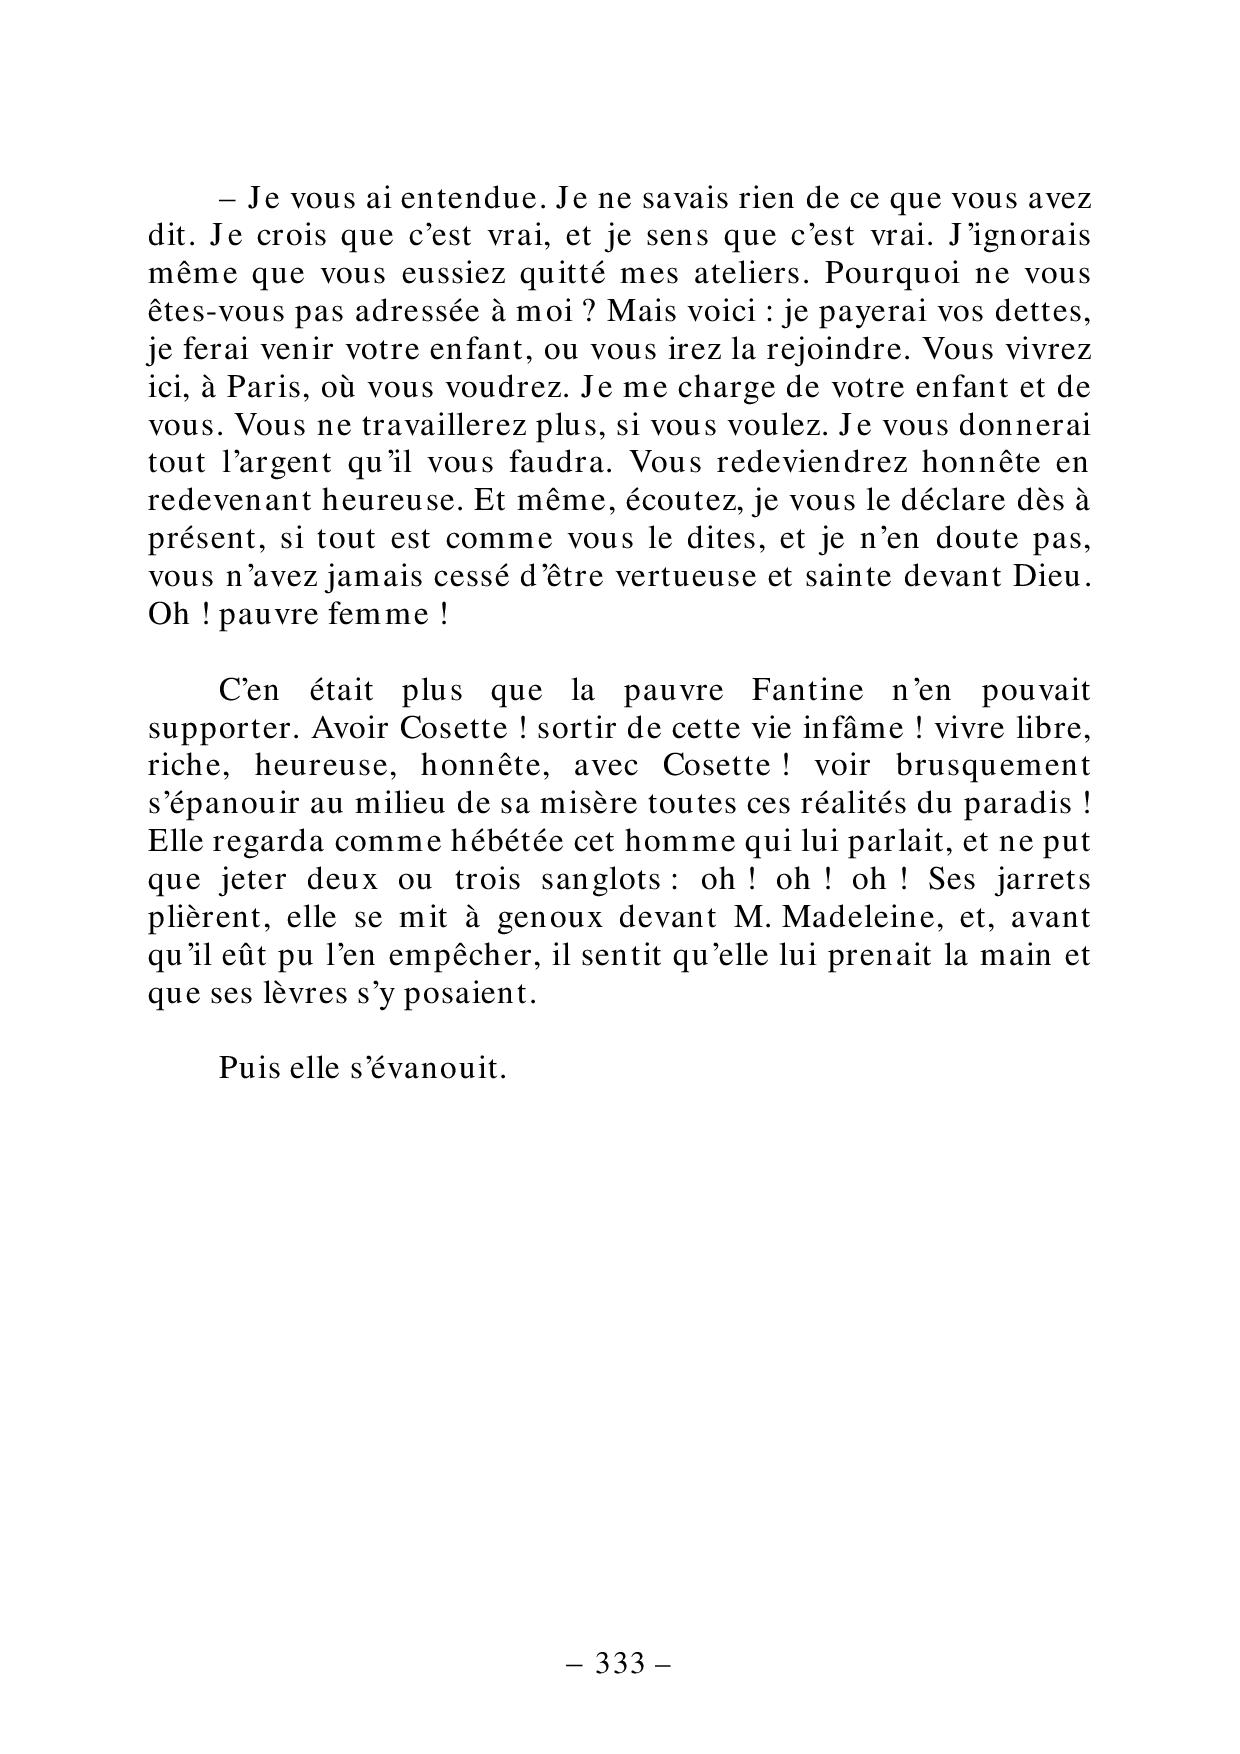 – Je vous ai entendue. Je ne savais rien de ce que vous avez
dit. Je crois que c’est vrai, et je sens que c’est vrai. J’ignorais
même que vous eussiez quitté mes ateliers. Pourquoi ne vous
êtes-vous pas adressée à moi ? Mais voici : je payerai vos dettes,
je ferai venir votre enfant, ou vous irez la rejoindre. Vous vivrez
ici, à Paris, où vous voudrez. Je me charge de votre enfant et de
vous. Vous ne travaillerez plus, si vous voulez. Je vous donnerai
tout l’argent qu’il vous faudra. Vous redeviendrez honnête en
redevenant heureuse. Et même, écoutez, je vous le déclare dès à
présent, si tout est comme vous le dites, et je n’en doute pas,
vous n’avez jamais cessé d’être vertueuse et sainte devant Dieu.
Oh ! pauvre femme !
C’en était plus que la pauvre Fantine n’en pouvait
supporter. Avoir Cosette ! sortir de cette vie infâme ! vivre libre,
riche, heureuse, honnête, avec Cosette ! voir brusquement
s’épanouir au milieu de sa misère toutes ces réalités du paradis !
Elle regarda comme hébétée cet homme qui lui parlait, et ne put
que jeter deux ou trois sanglots : oh ! oh ! oh ! Ses jarrets
plièrent, elle se mit à genoux devant M. Madeleine, et, avant
qu’il eût pu l’en empêcher, il sentit qu’elle lui prenait la main et
que ses lèvres s’y posaient.
Puis elle s’évanouit.
– 333 –